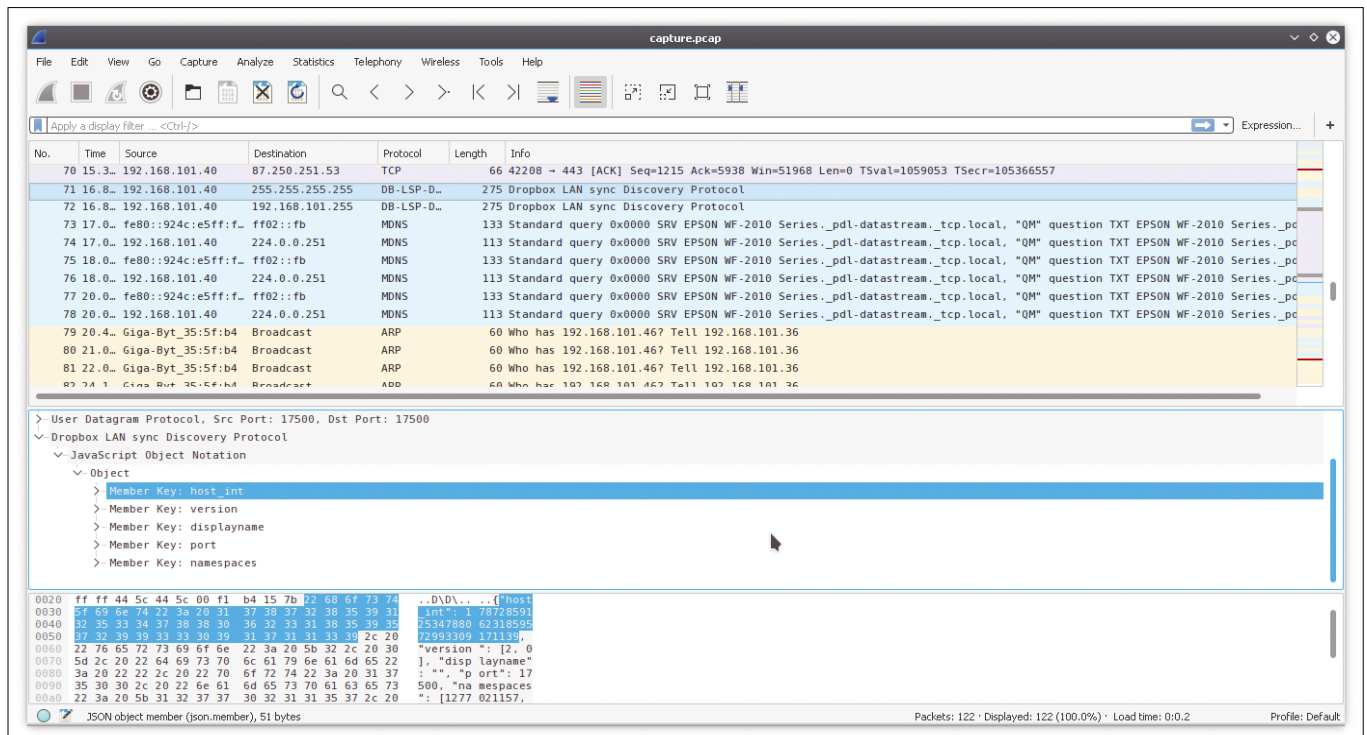 capture.pcap
File Edit View Go Capture Analyze Statistics Telephony Wireless Tools Help
Apply a display filter ... <Ctrl-/> Expression... +
No. Time Source Destination Protocol Length Info
70 15.3… 192.168.101.40 87.250.251.53 TCP 66 42208 → 443 [ACK] Seq=1215 Ack=5938 Win=51968 Len=0 TSval=1059053 TSecr=105366557
71 16.8… 192.168.101.40 255.255.255.255 DB-LSP-D… 275 Dropbox LAN sync Discovery Protocol
72 16.8… 192.168.101.40 192.168.101.255 DB-LSP-D… 275 Dropbox LAN sync Discovery Protocol
73 17.0… fe80::924c:e5ff:f… ff02::fb MDNS 133 Standard query 0x0000 SRV EPSON WF-2010 Series._pdl-datastream._tcp.local, "QM" question TXT EPSON WF-2010 Series._pd
74 17.0… 192.168.101.40 224.0.0.251 MDNS 113 Standard query 0x0000 SRV EPSON WF-2010 Series._pdl-datastream._tcp.local, "QM" question TXT EPSON WF-2010 Series._pd
75 18.0… fe80::924c:e5ff:f… ff02::fb MDNS 133 Standard query 0x0000 SRV EPSON WF-2010 Series._pdl-datastream._tcp.local, "QM" question TXT EPSON WF-2010 Series._pd
76 18.0… 192.168.101.40 224.0.0.251 MDNS 113 Standard query 0x0000 SRV EPSON WF-2010 Series._pdl-datastream._tcp.local, "QM" question TXT EPSON WF-2010 Series._pd
77 20.0… fe80::924c:e5ff:f… ff02::fb MDNS 133 Standard query 0x0000 SRV EPSON WF-2010 Series._pdl-datastream._tcp.local, "QM" question TXT EPSON WF-2010 Series._pd
78 20.0… 192.168.101.40 224.0.0.251 MDNS 113 Standard query 0x0000 SRV EPSON WF-2010 Series._pdl-datastream._tcp.local, "QM" question TXT EPSON WF-2010 Series._pd
79 20.4… Giga-Byt_35:5f:b4 Broadcast ARP 60 Who has 192.168.101.46? Tell 192.168.101.36
80 21.0… Giga-Byt_35:5f:b4 Broadcast ARP 60 Who has 192.168.101.46? Tell 192.168.101.36
81 22.0… Giga-Byt_35:5f:b4 Broadcast ARP 60 Who has 192.168.101.46? Tell 192.168.101.36
82 24.1 Giga-Byt_35:5f:b4 Broadcast ARP 60 Who has 192.168.101.46? Tell 192.168.101.36
User Datagram Protocol, Src Port: 17500, Dst Port: 17500
Dropbox LAN sync Discovery Protocol
JavaScript Object Notation
Object
Member Key: host_int
Member Key: version
Member Key: displayname
Member Key: port
Member Key: namespaces
0020 ff ff 44 5c 44 5c 00 f1 b4 15 7b 22 68 6f 73 74 ..D\D\.. ..{"host
0030 5f 69 6e 74 22 3a 20 31 37 38 37 32 38 35 39 31 _int": 1 78728591
0040 32 35 33 34 37 38 38 30 36 32 33 31 38 35 39 35 25347880 62318595
0050 37 32 39 39 33 33 30 39 31 37 31 31 33 39 2c 20 72993309 171139,
0060 22 76 65 72 73 69 6f 6e 22 3a 20 5b 32 2c 20 30 "version ": [2, 0
0070 5d 2c 20 22 64 69 73 70 6c 61 79 6e 61 6d 65 22 ], "disp layname"
0080 3a 20 22 22 2c 20 22 70 6f 72 74 22 3a 20 31 37 : "", "p ort": 17
0090 35 30 30 2c 20 22 6e 61 6d 65 73 70 61 63 65 73 500, "na mespaces
00a0 22 3a 20 5b 31 32 37 37 30 32 31 31 35 37 2c 20 ": [1277 021157,
JSON object member (json.member), 51 bytes Packets: 122 · Displayed: 122 (100.0%) · Load time: 0:0.2 Profile: Default